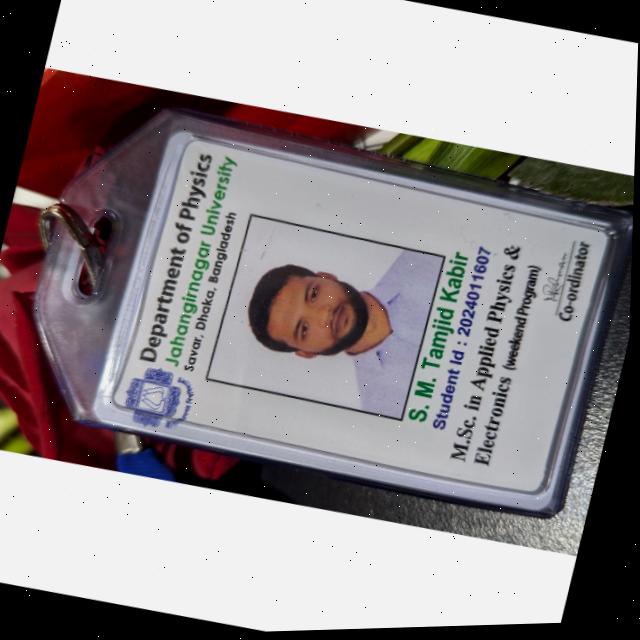 Department of Physics
Jahangirnagar University
Savar, Dhaka, Bangladesh
S. M. Tamjid Kabir
Student Id : 2024011607
M.Sc. in Applied Physics &
Electronics (weekend Program)
Co-ordinator